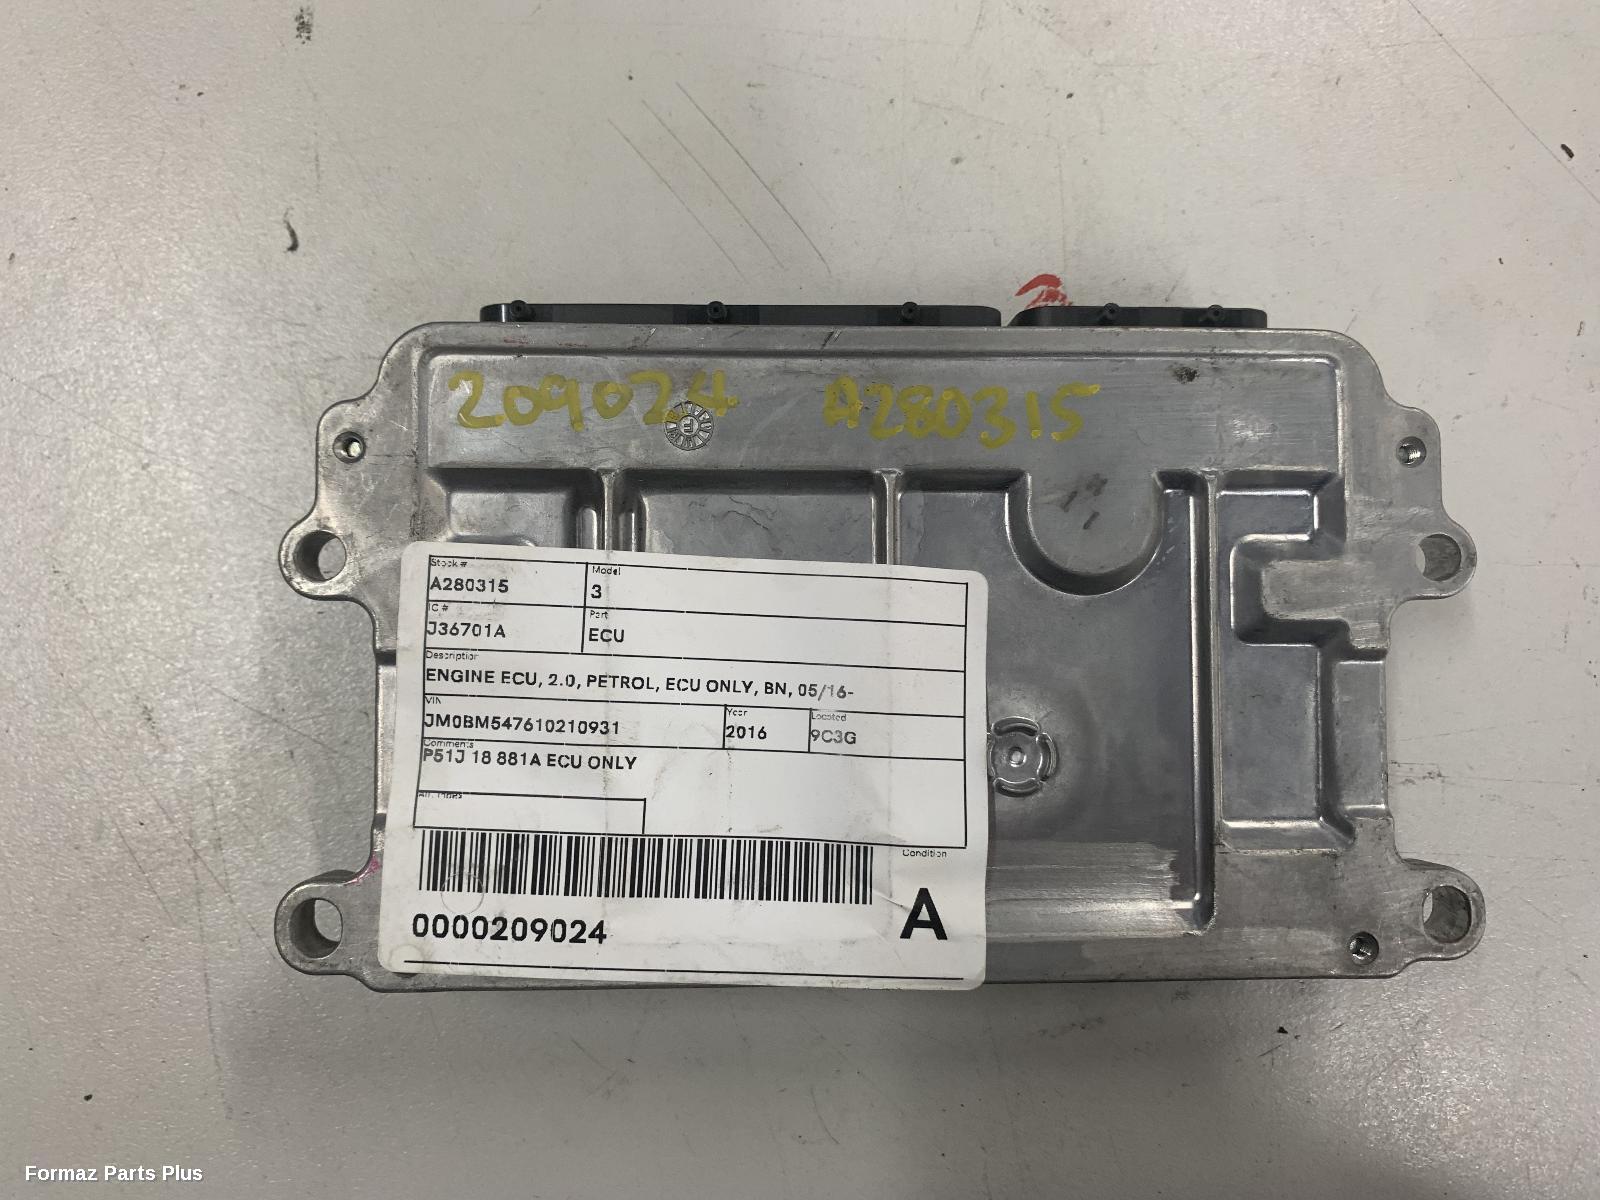 209024 A280315
Stock # Model
A280315 3
IC # Part
J36701A ECU
Description
ENGINE ECU, 2.0, PETROL, ECU ONLY, BN, 05/16-
VIN Year Located
JM0BM547610210931 2016 9C3G
Comments
P51J 18 881A ECU ONLY
Condition
0000209024 A
Formaz Parts Plus